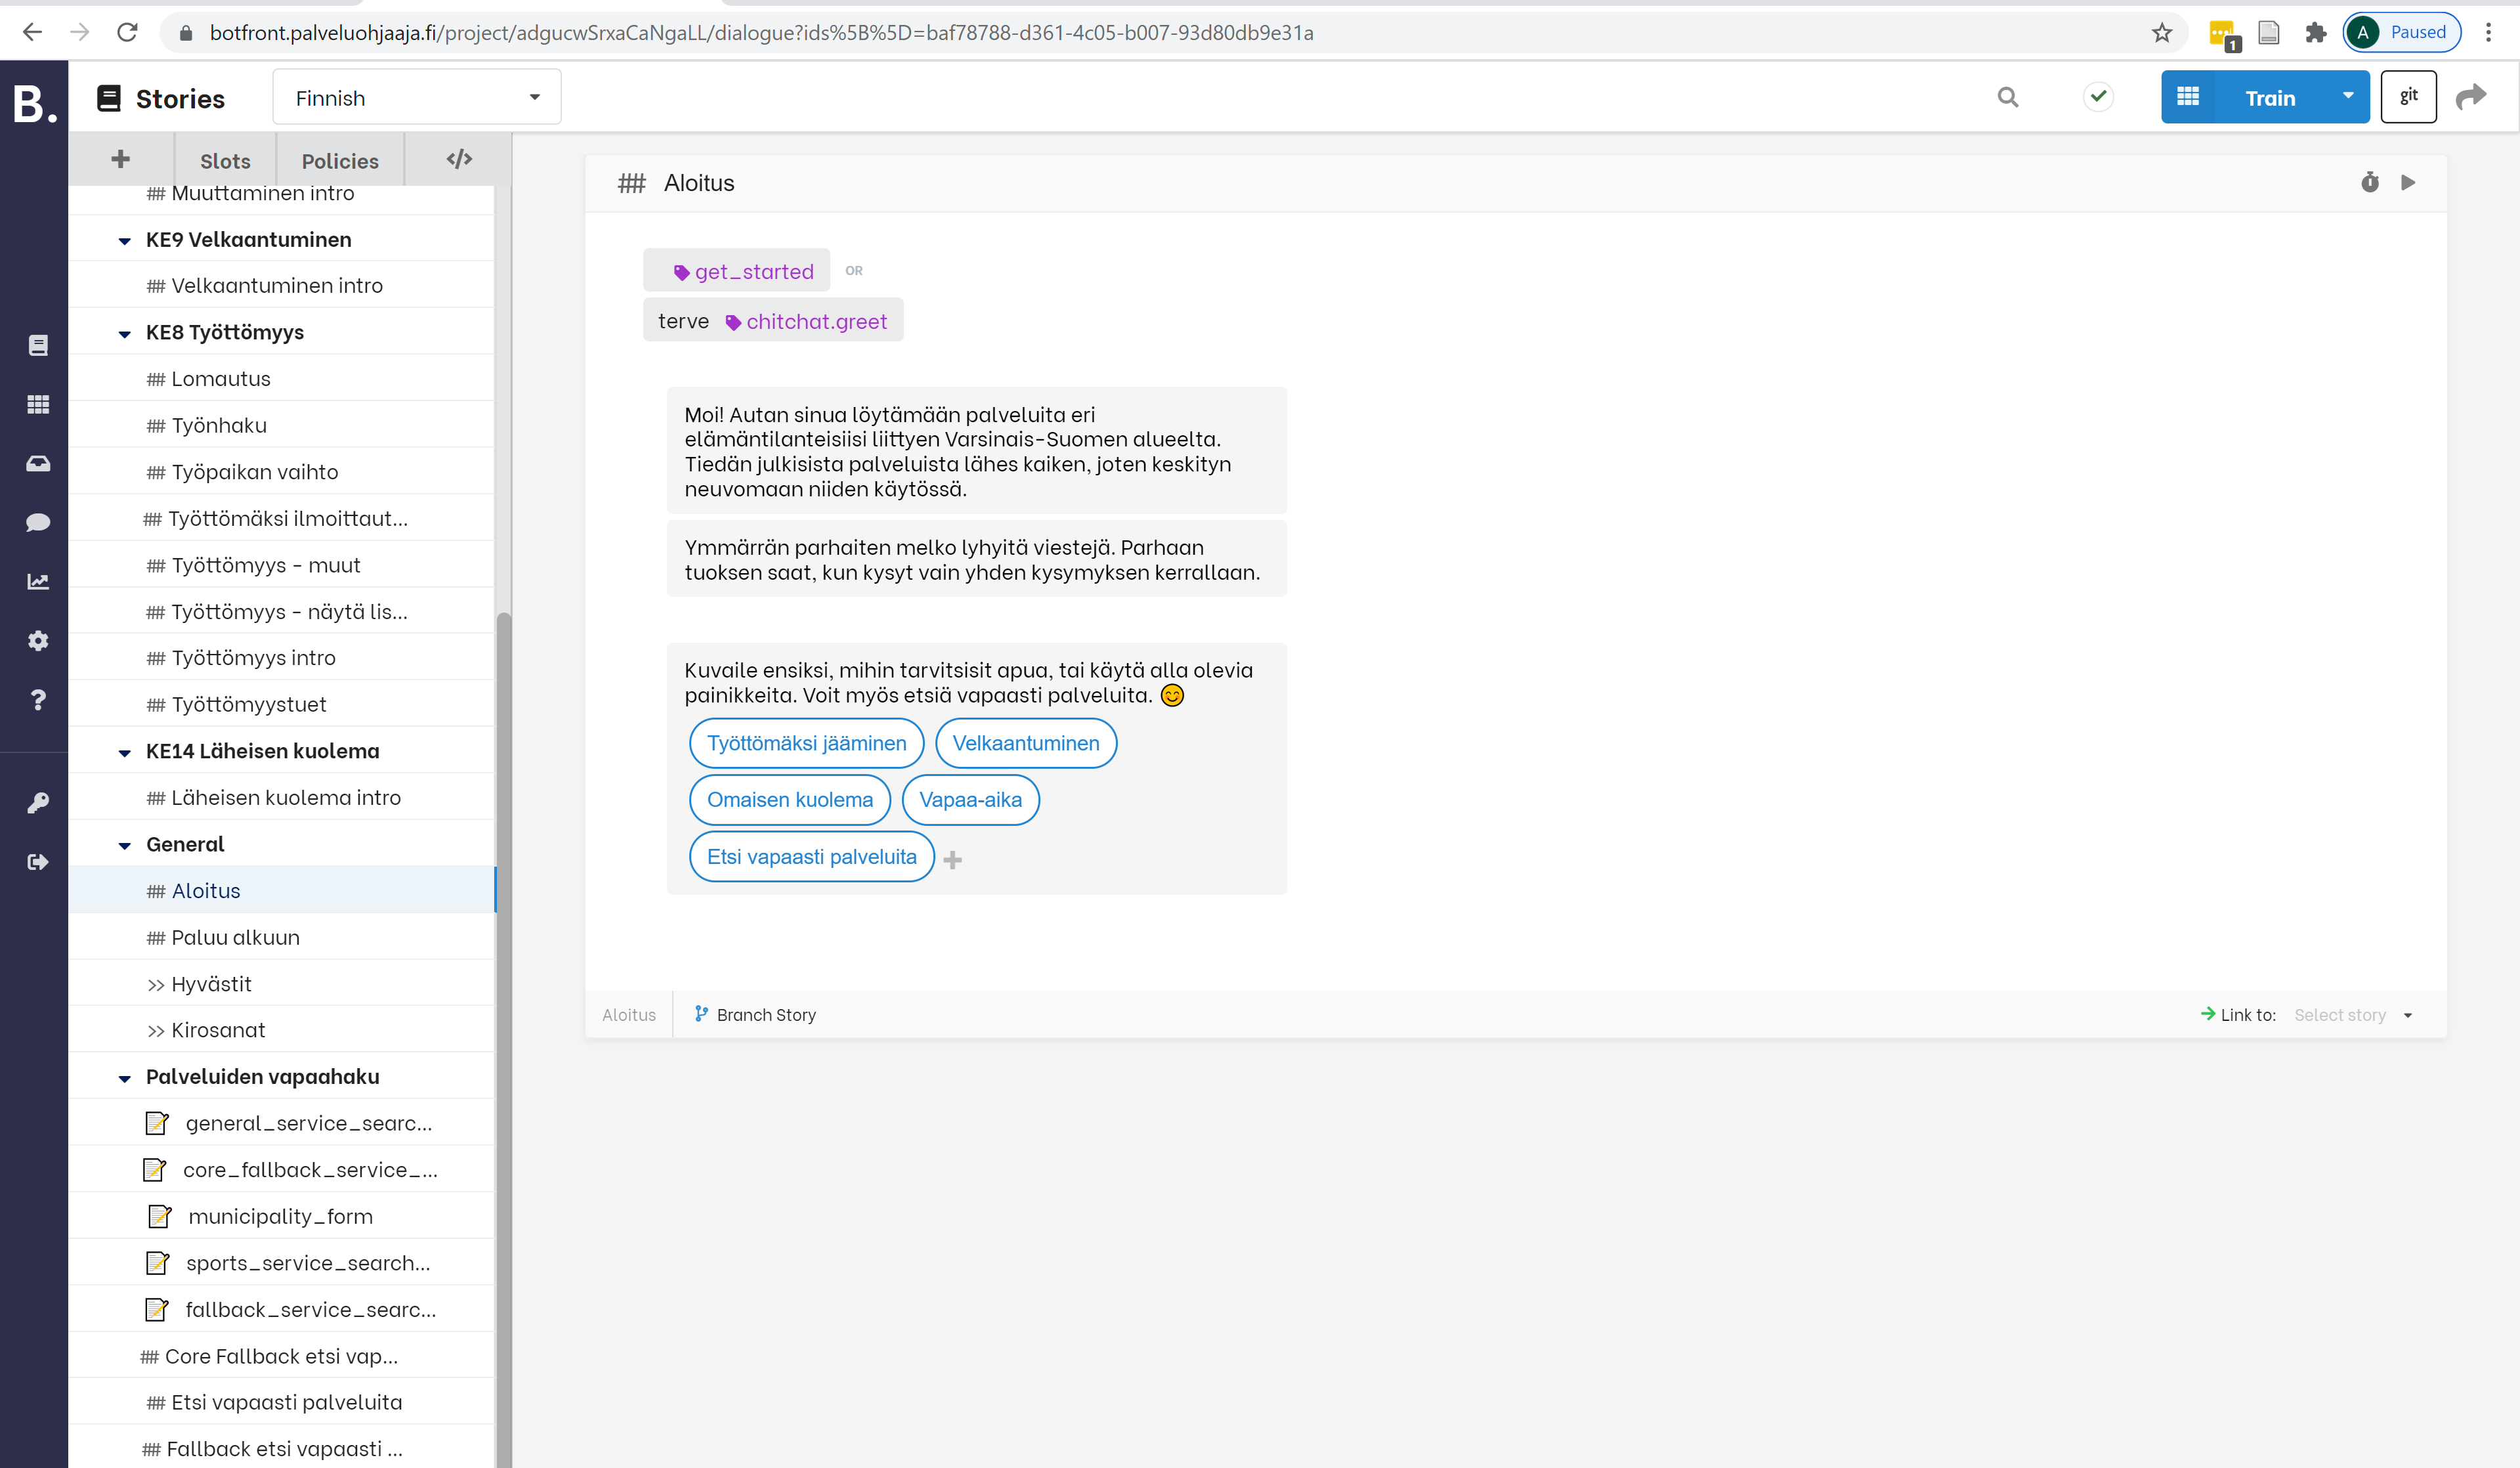 botfront.palveluohjaaja.fi/project/adgucwSrxaCaNgaLL/dialogue?ids%5B%5D=baf78788-d361-4c05-b007-93d80db9e31a
1
A Paused
B.
Stories
Finnish
Train
git
Slots
Policies
</>
## Muuttaminen intro
KE9 Velkaantuminen
## Velkaantuminen intro
KE8 Työttömyys
## Lomautus
## Työnhaku
## Työpaikan vaihto
## Työttömäksi ilmoittaut...
## Työttömyys - muut
## Työttömyys - näytä lis...
## Työttömyys intro
## Työttömyystuet
KE14 Läheisen kuolema
## Läheisen kuolema intro
General
## Aloitus
## Paluu alkuun
>> Hyvästit
>> Kirosanat
Palveluiden vapaahaku
general_service_searc...
core_fallback_service_...
municipality_form
sports_service_search...
fallback_service_searc...
## Core Fallback etsi vap...
## Etsi vapaasti palveluita
## Fallback etsi vapaasti ...
## Aloitus
get_started OR
terve chitchat.greet
Moi! Autan sinua löytämään palveluita eri
elämäntilanteisiisi liittyen Varsinais-Suomen alueelta.
Tiedän julkisista palveluista lähes kaiken, joten keskityn
neuvomaan niiden käytössä.
Ymmärrän parhaiten melko lyhyitä viestejä. Parhaan
tuoksen saat, kun kysyt vain yhden kysymyksen kerrallaan.
Kuvaile ensiksi, mihin tarvitsisit apua, tai käytä alla olevia
painikkeita. Voit myös etsiä vapaasti palveluita. 😊
Työttömäksi jääminen
Velkaantuminen
Omaisen kuolema
Vapaa-aika
Etsi vapaasti palveluita
Aloitus
Branch Story
Link to: Select story